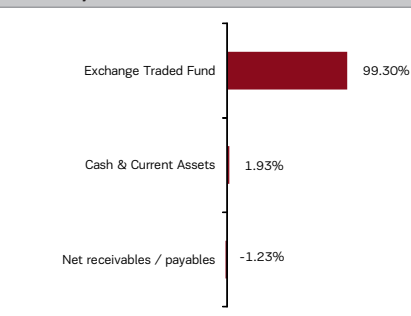 Exchange Traded Fund 99.30%
Cash & Current Assets 1.93%
Net receivables / payables -1.23%